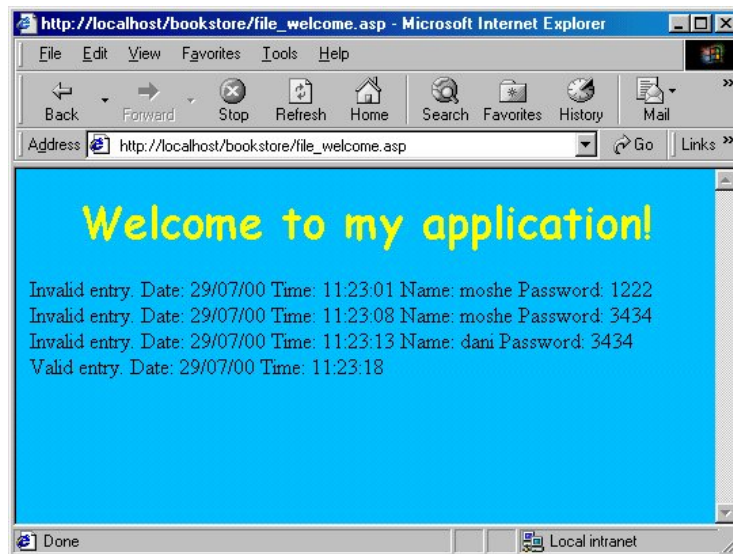 http://localhost/bookstore/file_welcome.asp - Microsoft Internet Explorer
File Edit View Favorites Tools Help
Back Forward Stop Refresh Home Search Favorites History Mail »
Address http://localhost/bookstore/file_welcome.asp Go Links »
Welcome to my application!
Invalid entry. Date: 29/07/00 Time: 11:23:01 Name: moshe Password: 1222
Invalid entry. Date: 29/07/00 Time: 11:23:08 Name: moshe Password: 3434
Invalid entry. Date: 29/07/00 Time: 11:23:13 Name: dani Password: 3434
Valid entry. Date: 29/07/00 Time: 11:23:18
Done Local intranet